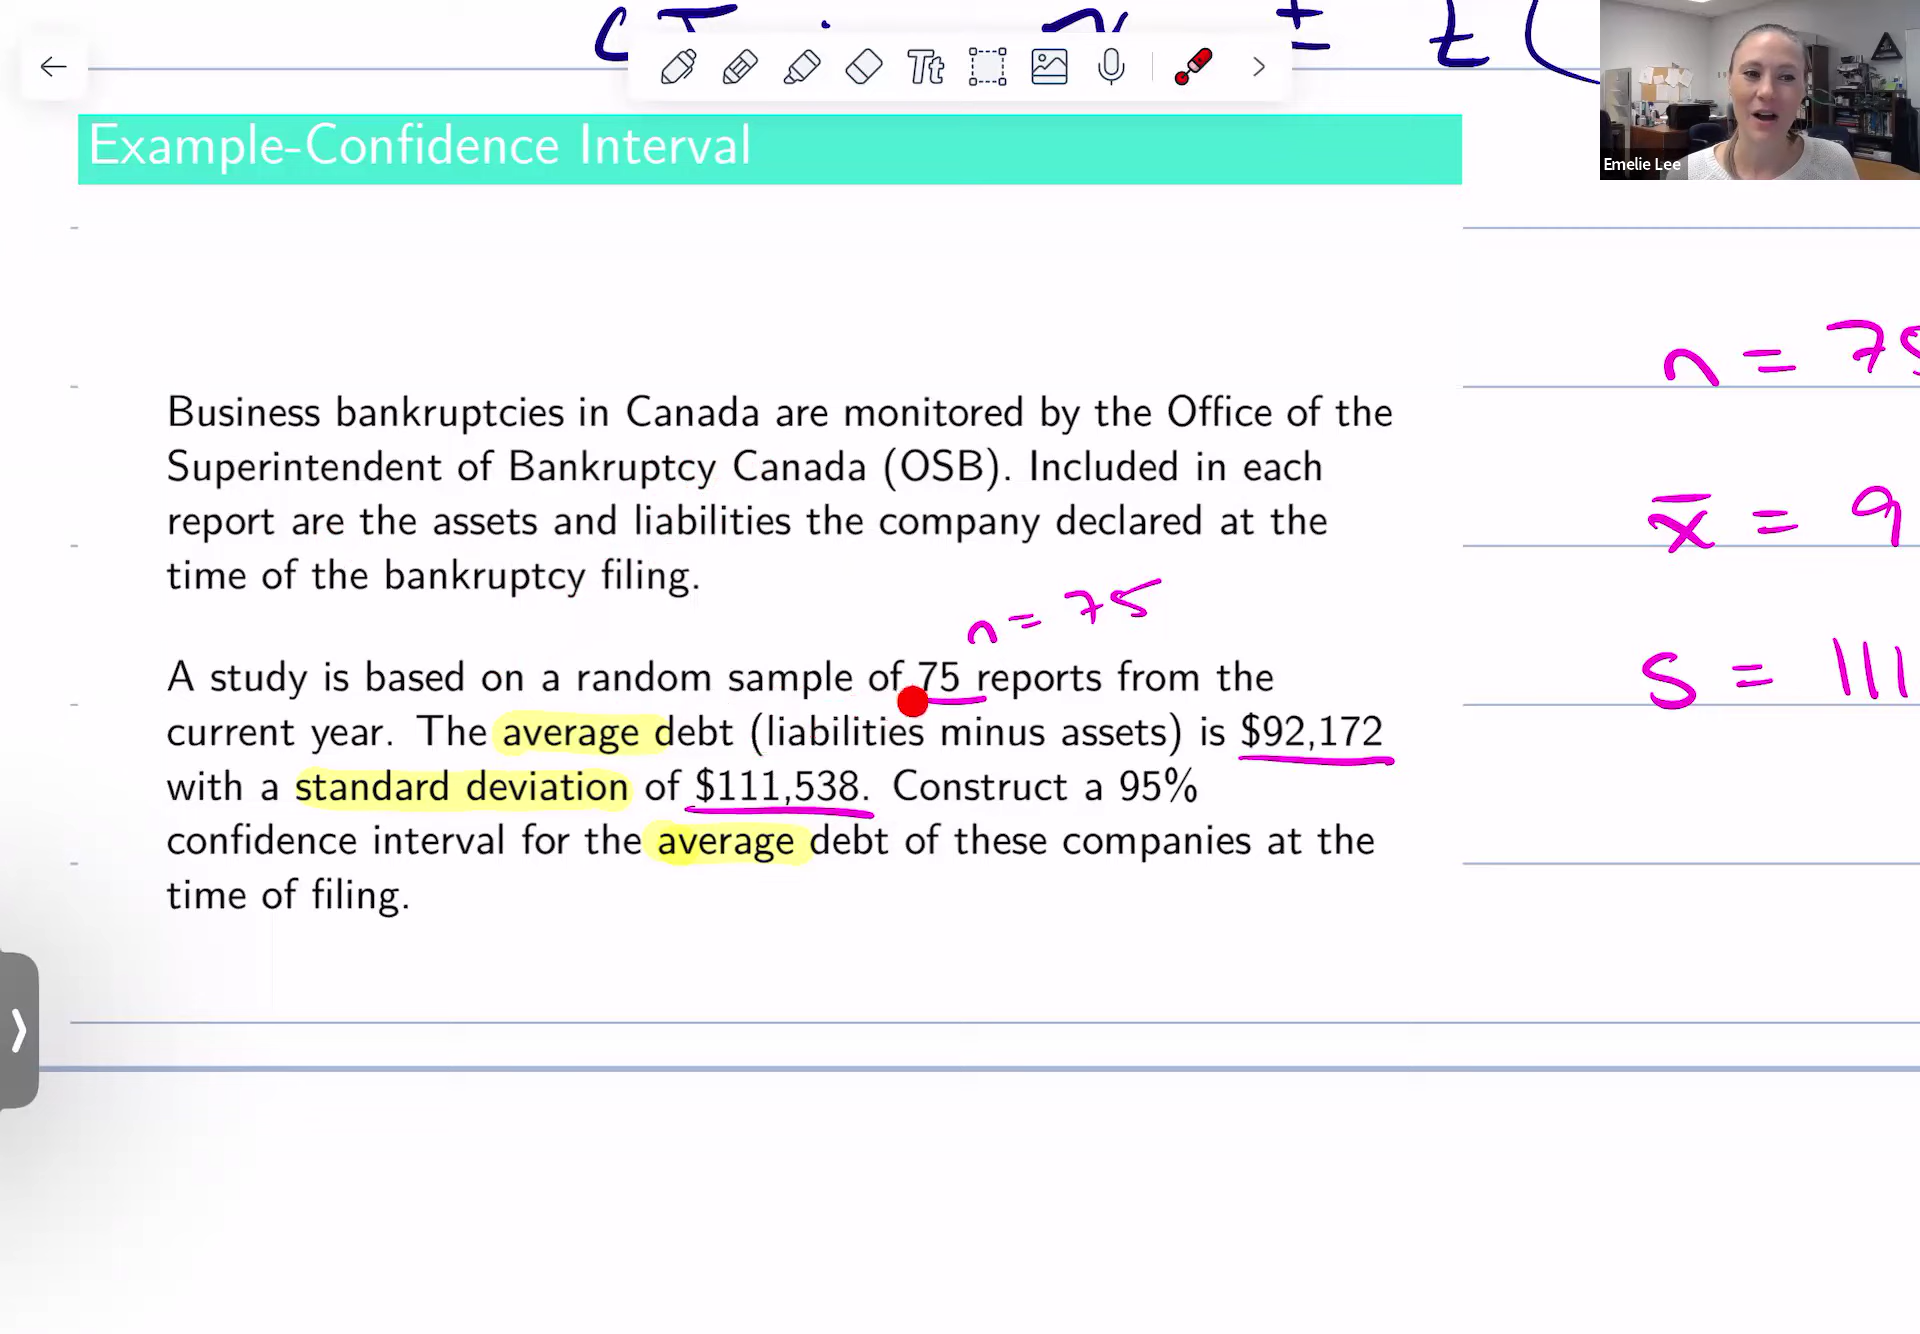 ± z (
Tt
Emelie Lee
Example-Confidence Interval
n = 75
Business bankruptcies in Canada are monitored by the Office of the
Superintendent of Bankruptcy Canada (OSB). Included in each
report are the assets and liabilities the company declared at the
time of the bankruptcy filing.
x̄ = 9
n = 75
A study is based on a random sample of 75 reports from the
current year. The average debt (liabilities minus assets) is $92,172
with a standard deviation of $111,538. Construct a 95%
confidence interval for the average debt of these companies at the
time of filing.
s = 111